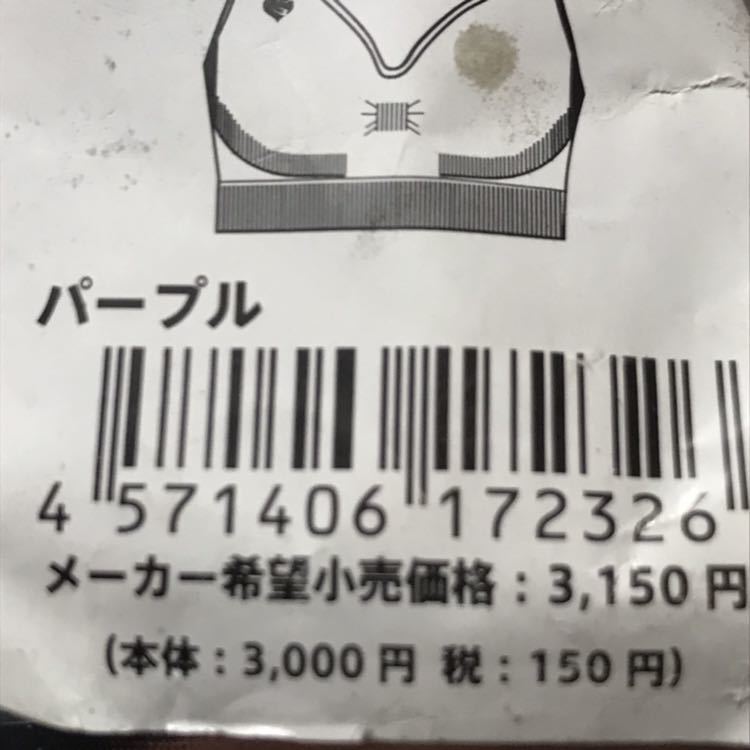 パープル
4 571406 172326
メーカー希望小売価格：3,150円
（本体：3,000円 税：150円）